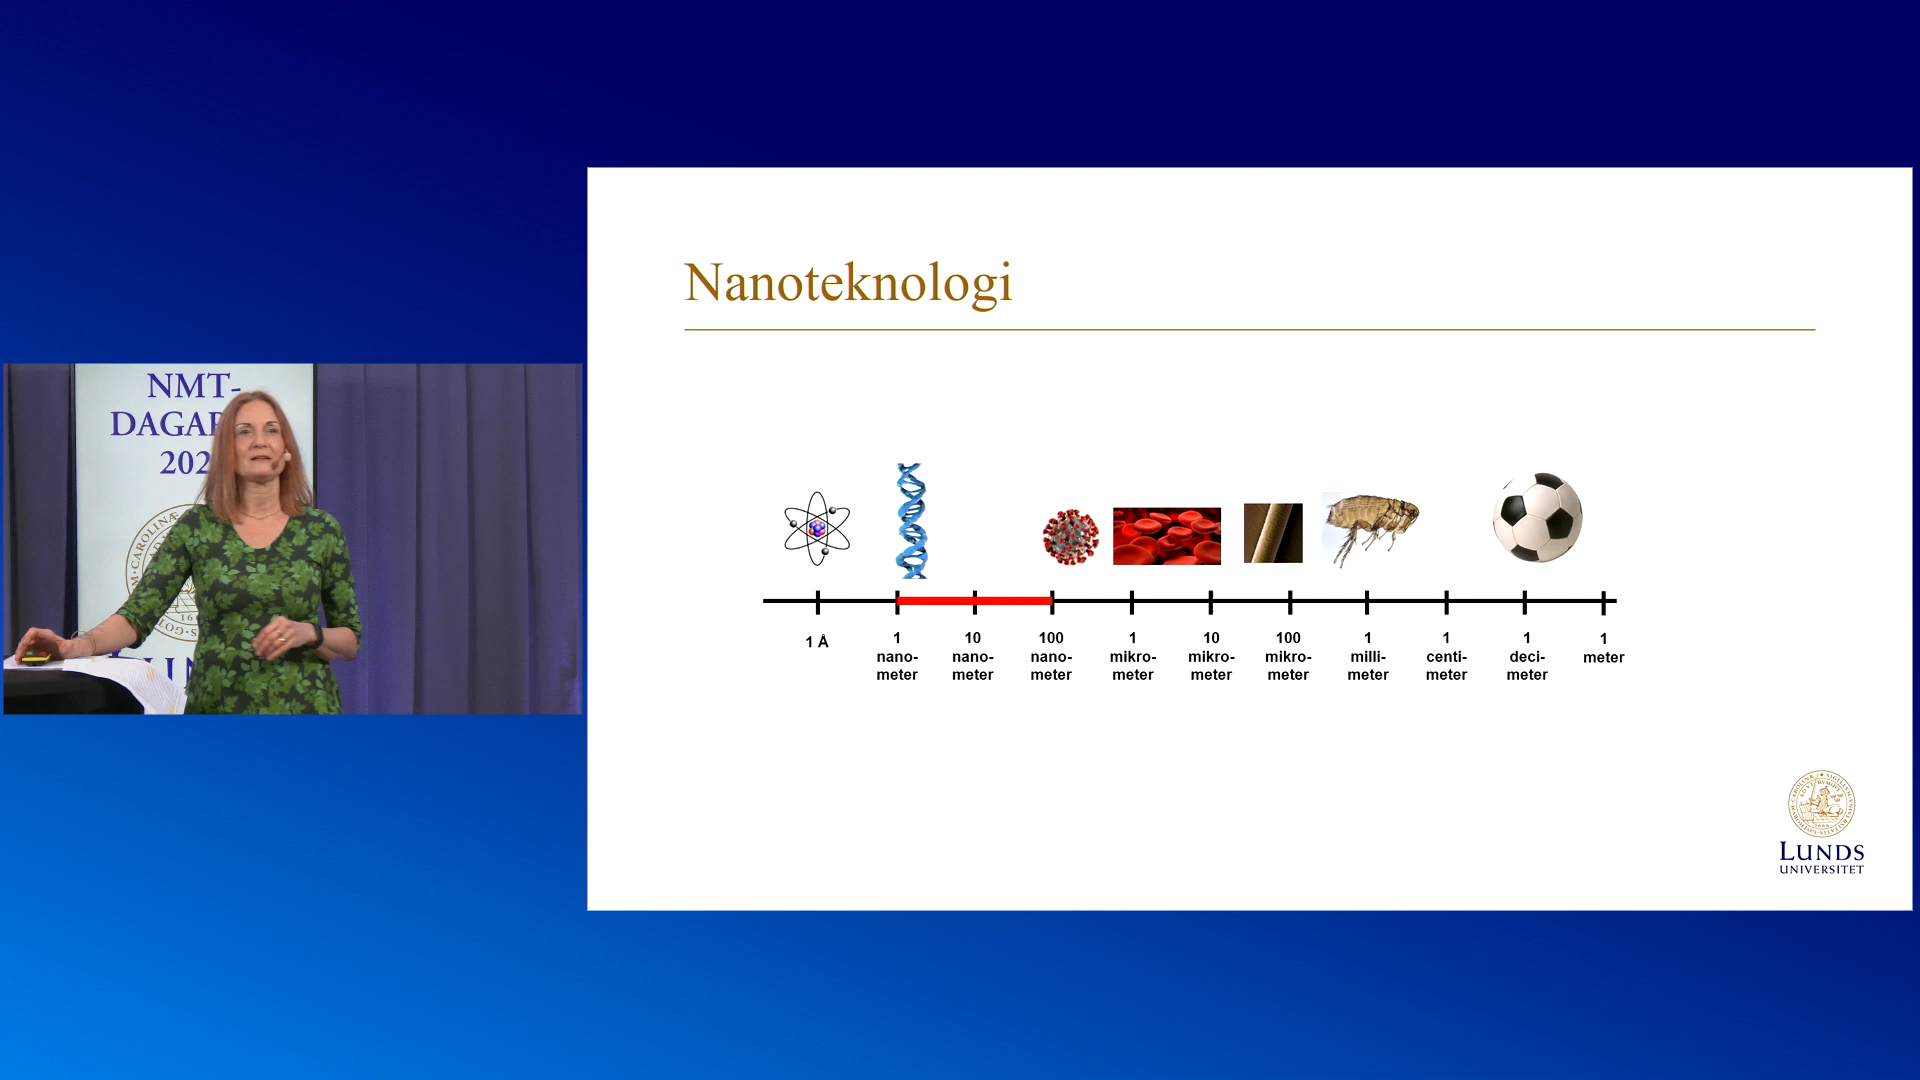 NMT-
DAGAR
202
Nanoteknologi
1 Å
1 nano-meter
10 nano-meter
100 nano-meter
1 mikro-meter
10 mikro-meter
100 mikro-meter
1 milli-meter
1 centi-meter
1 deci-meter
1 meter
LUNDS
UNIVERSITET